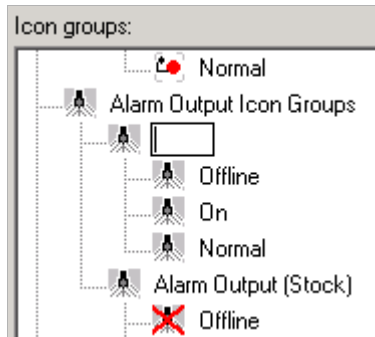 Icon groups:
Normal
Alarm Output Icon Groups
Offline
On
Normal
Alarm Output (Stock)
Offline